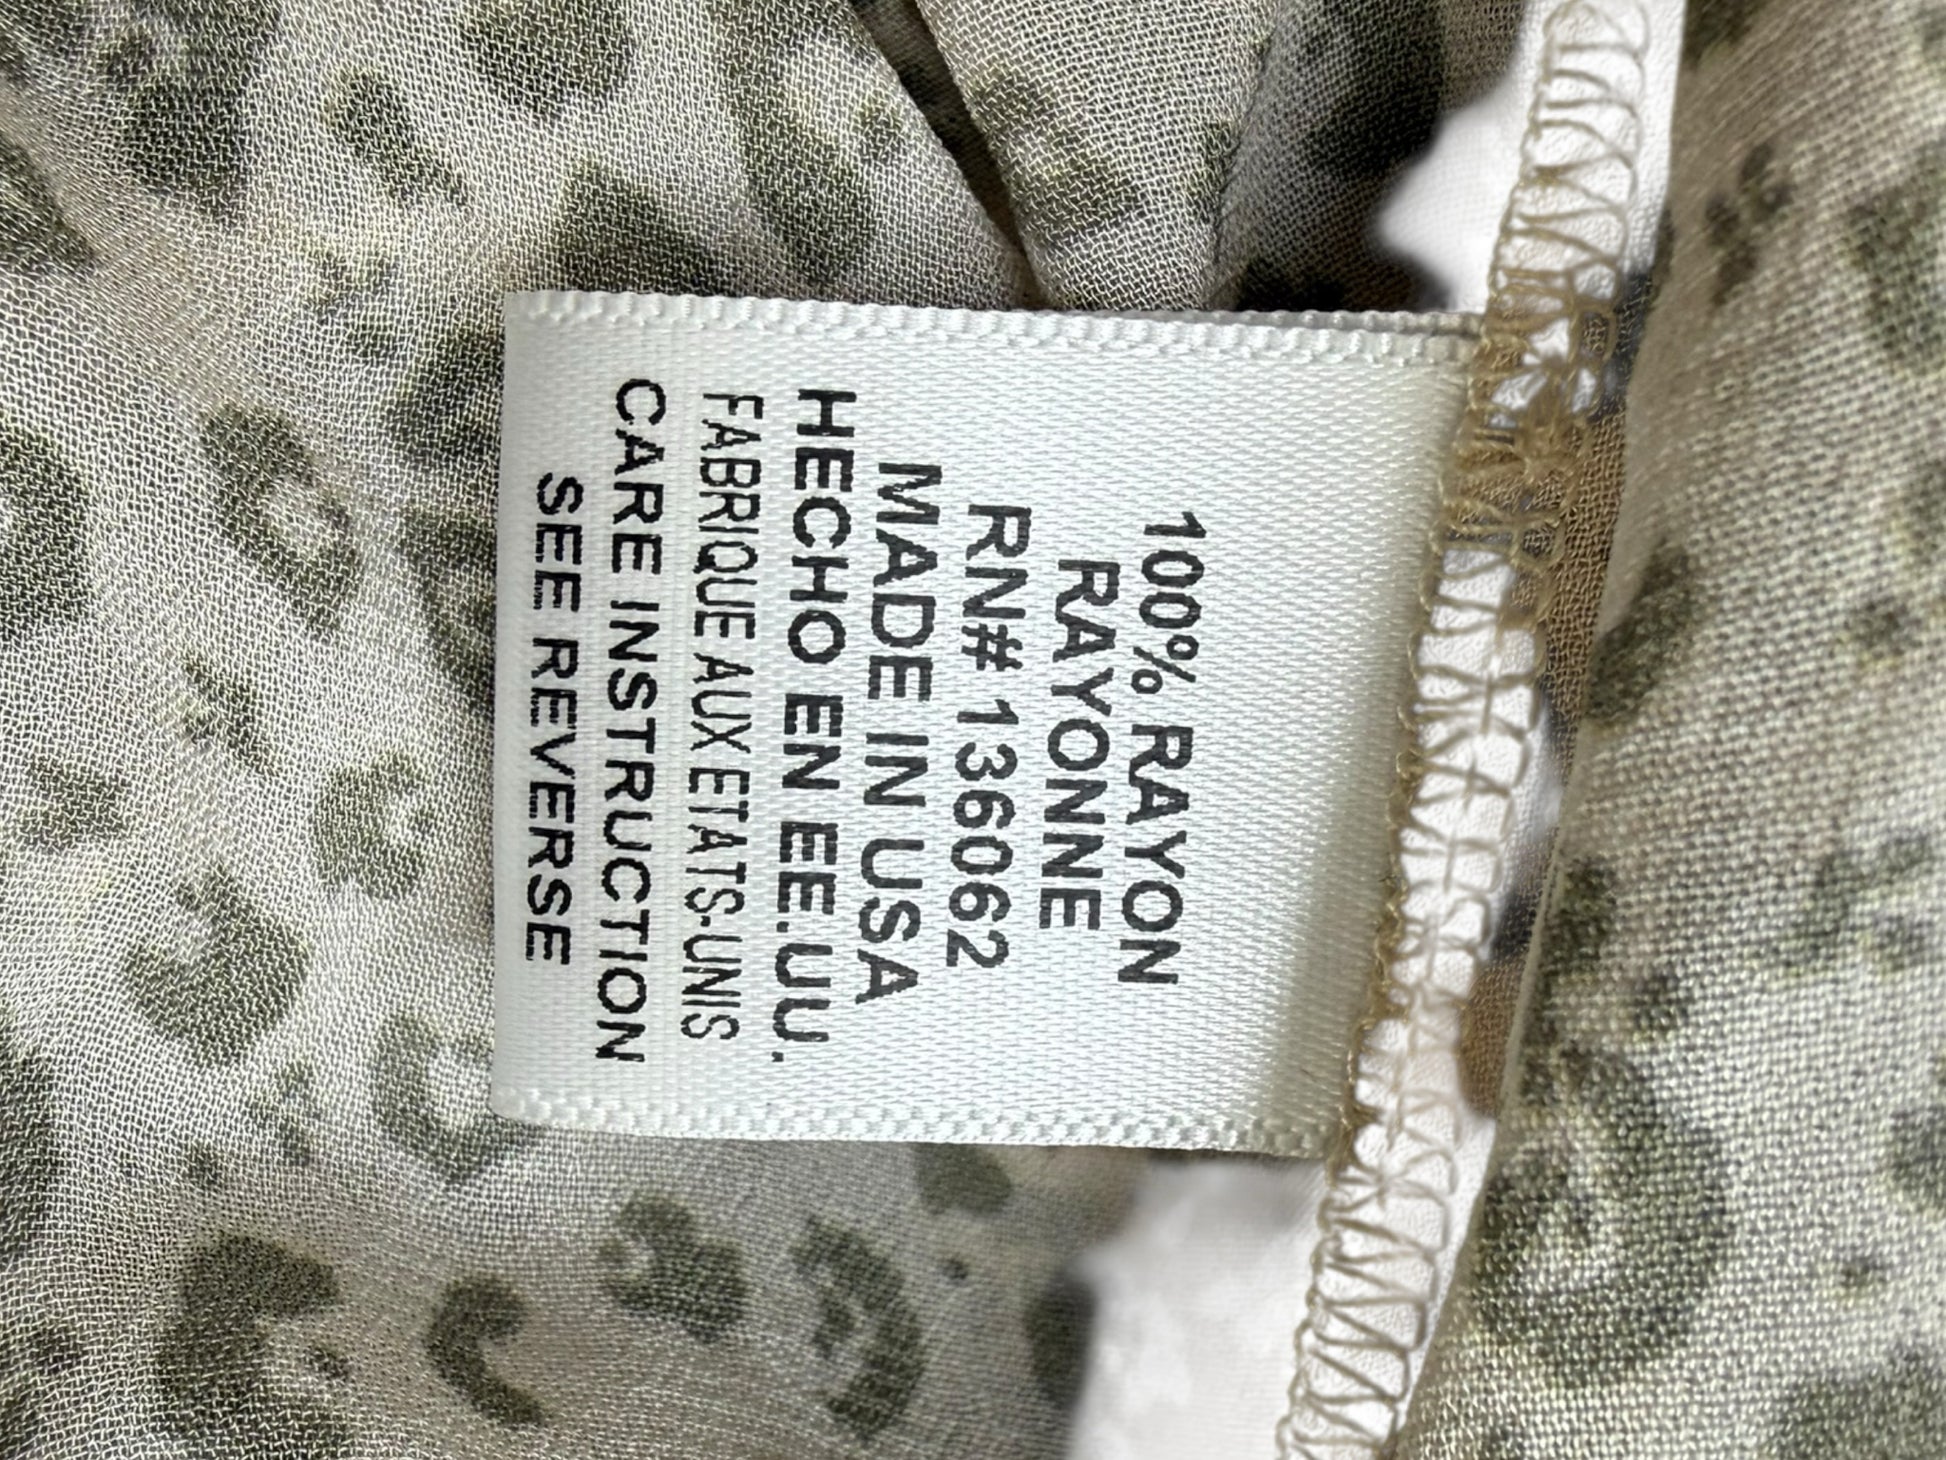 100% RAYON
RAYONNE
RN# 136062
MADE IN USA
HECHO EN EE.UU.
FABRIQUE AUX ETATS-UNIS
CARE INSTRUCTION
SEE REVERSE